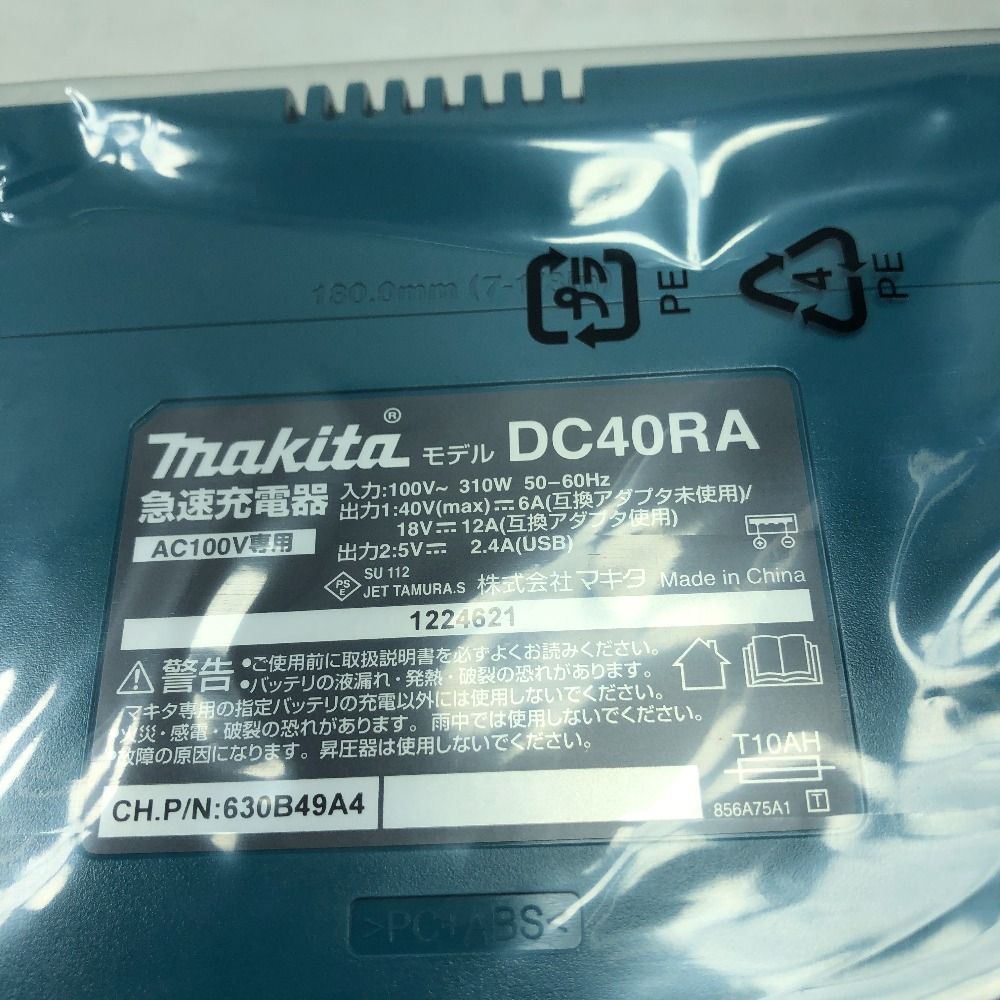 180.0mm (7-1
プラ
PE
4
PE
makita® モデル DC40RA
急速充電器
AC100V専用
入力:100V~ 310W 50-60Hz
出力1:40V(max)⎓6A(互換アダプタ未使用)/
18V⎓12A(互換アダプタ使用)
出力2:5V⎓ 2.4A(USB)
PS
E
SU 112
JET TAMURA.S 株式会社マキタ Made in China
1224621
警告 •ご使用前に取扱説明書を必ずよくお読みください。
•バッテリの液漏れ・発熱・破裂の恐れがあります。
マキタ専用の指定バッテリの充電以外には使用しないでください。
•火災・感電・破裂の恐れがあります。雨中では使用しないでください。
•故障の原因になります。昇圧器は使用しないでください。
T10AH
CH.P/N:630B49A4
856A75A1 T
>PC+ABS<